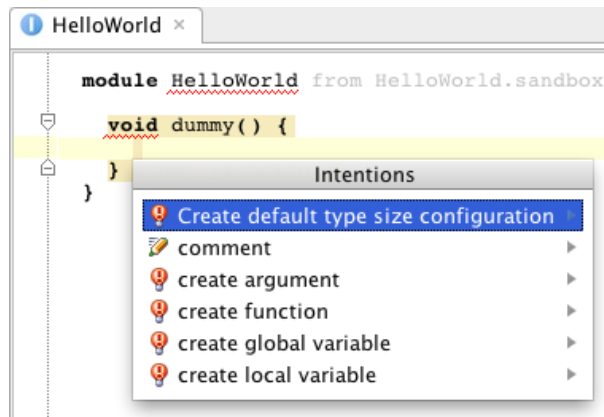 HelloWorld ×
module HelloWorld from HelloWorld.sandbox
void dummy() {
}
}
Intentions
Create default type size configuration
comment
create argument
create function
create global variable
create local variable